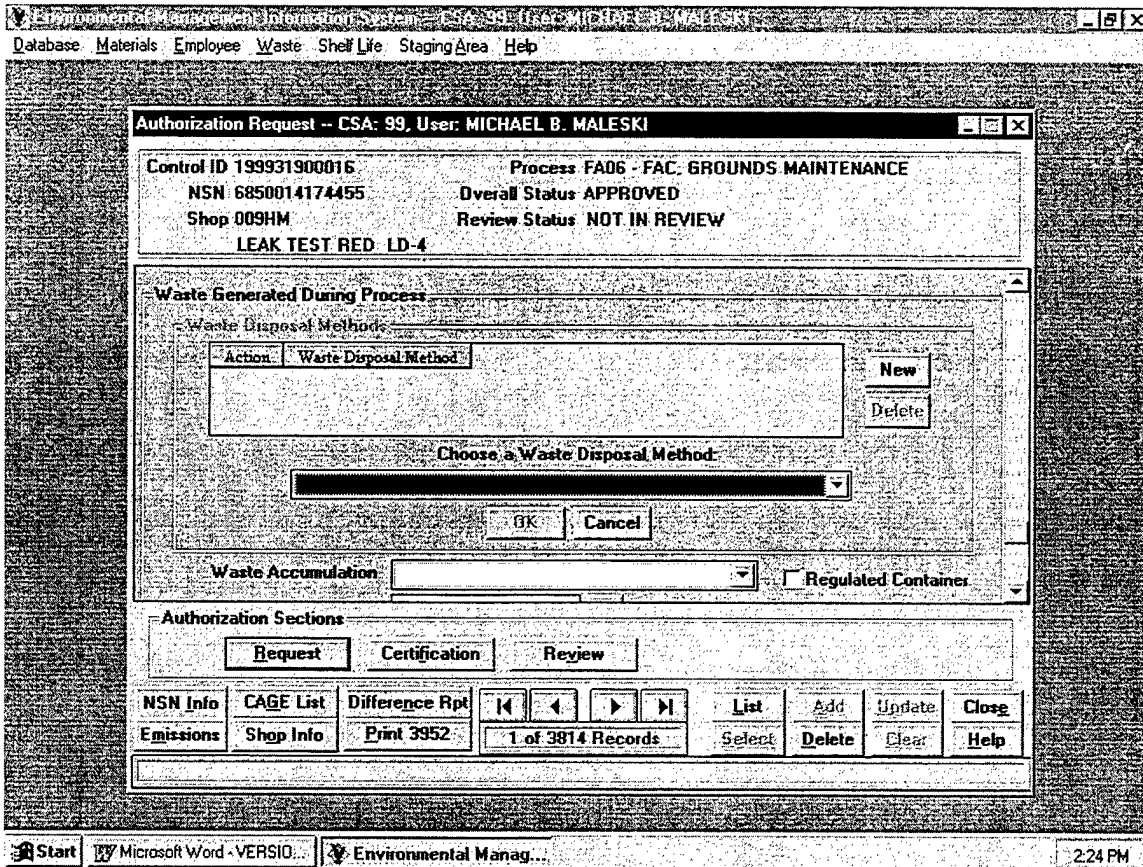 Environmental Management Information System -- CSA: 99, User: MICHAEL B. MALESKI
Database Materials Employee Waste Shelf Life Staging Area Help
Authorization Request -- CSA: 99, User: MICHAEL B. MALESKI
Control ID 199931900016 Process FA06 - FAC, GROUNDS MAINTENANCE
NSN 6850014174455 Overall Status APPROVED
Shop 009HM Review Status NOT IN REVIEW
LEAK TEST RED LD-4
Waste Generated During Process
Waste Disposal Methods
Action Waste Disposal Method
New
Delete
Choose a Waste Disposal Method:
OK Cancel
Waste Accumulation Regulated Container
Authorization Sections
Request Certification Review
NSN Info CAGE List Difference Rpt List Add Update Close
Emissions Shop Info Print 3952 1 of 3814 Records Select Delete Clear Help
Start Microsoft Word - VERSIO... Environmental Manag... 2:24 PM